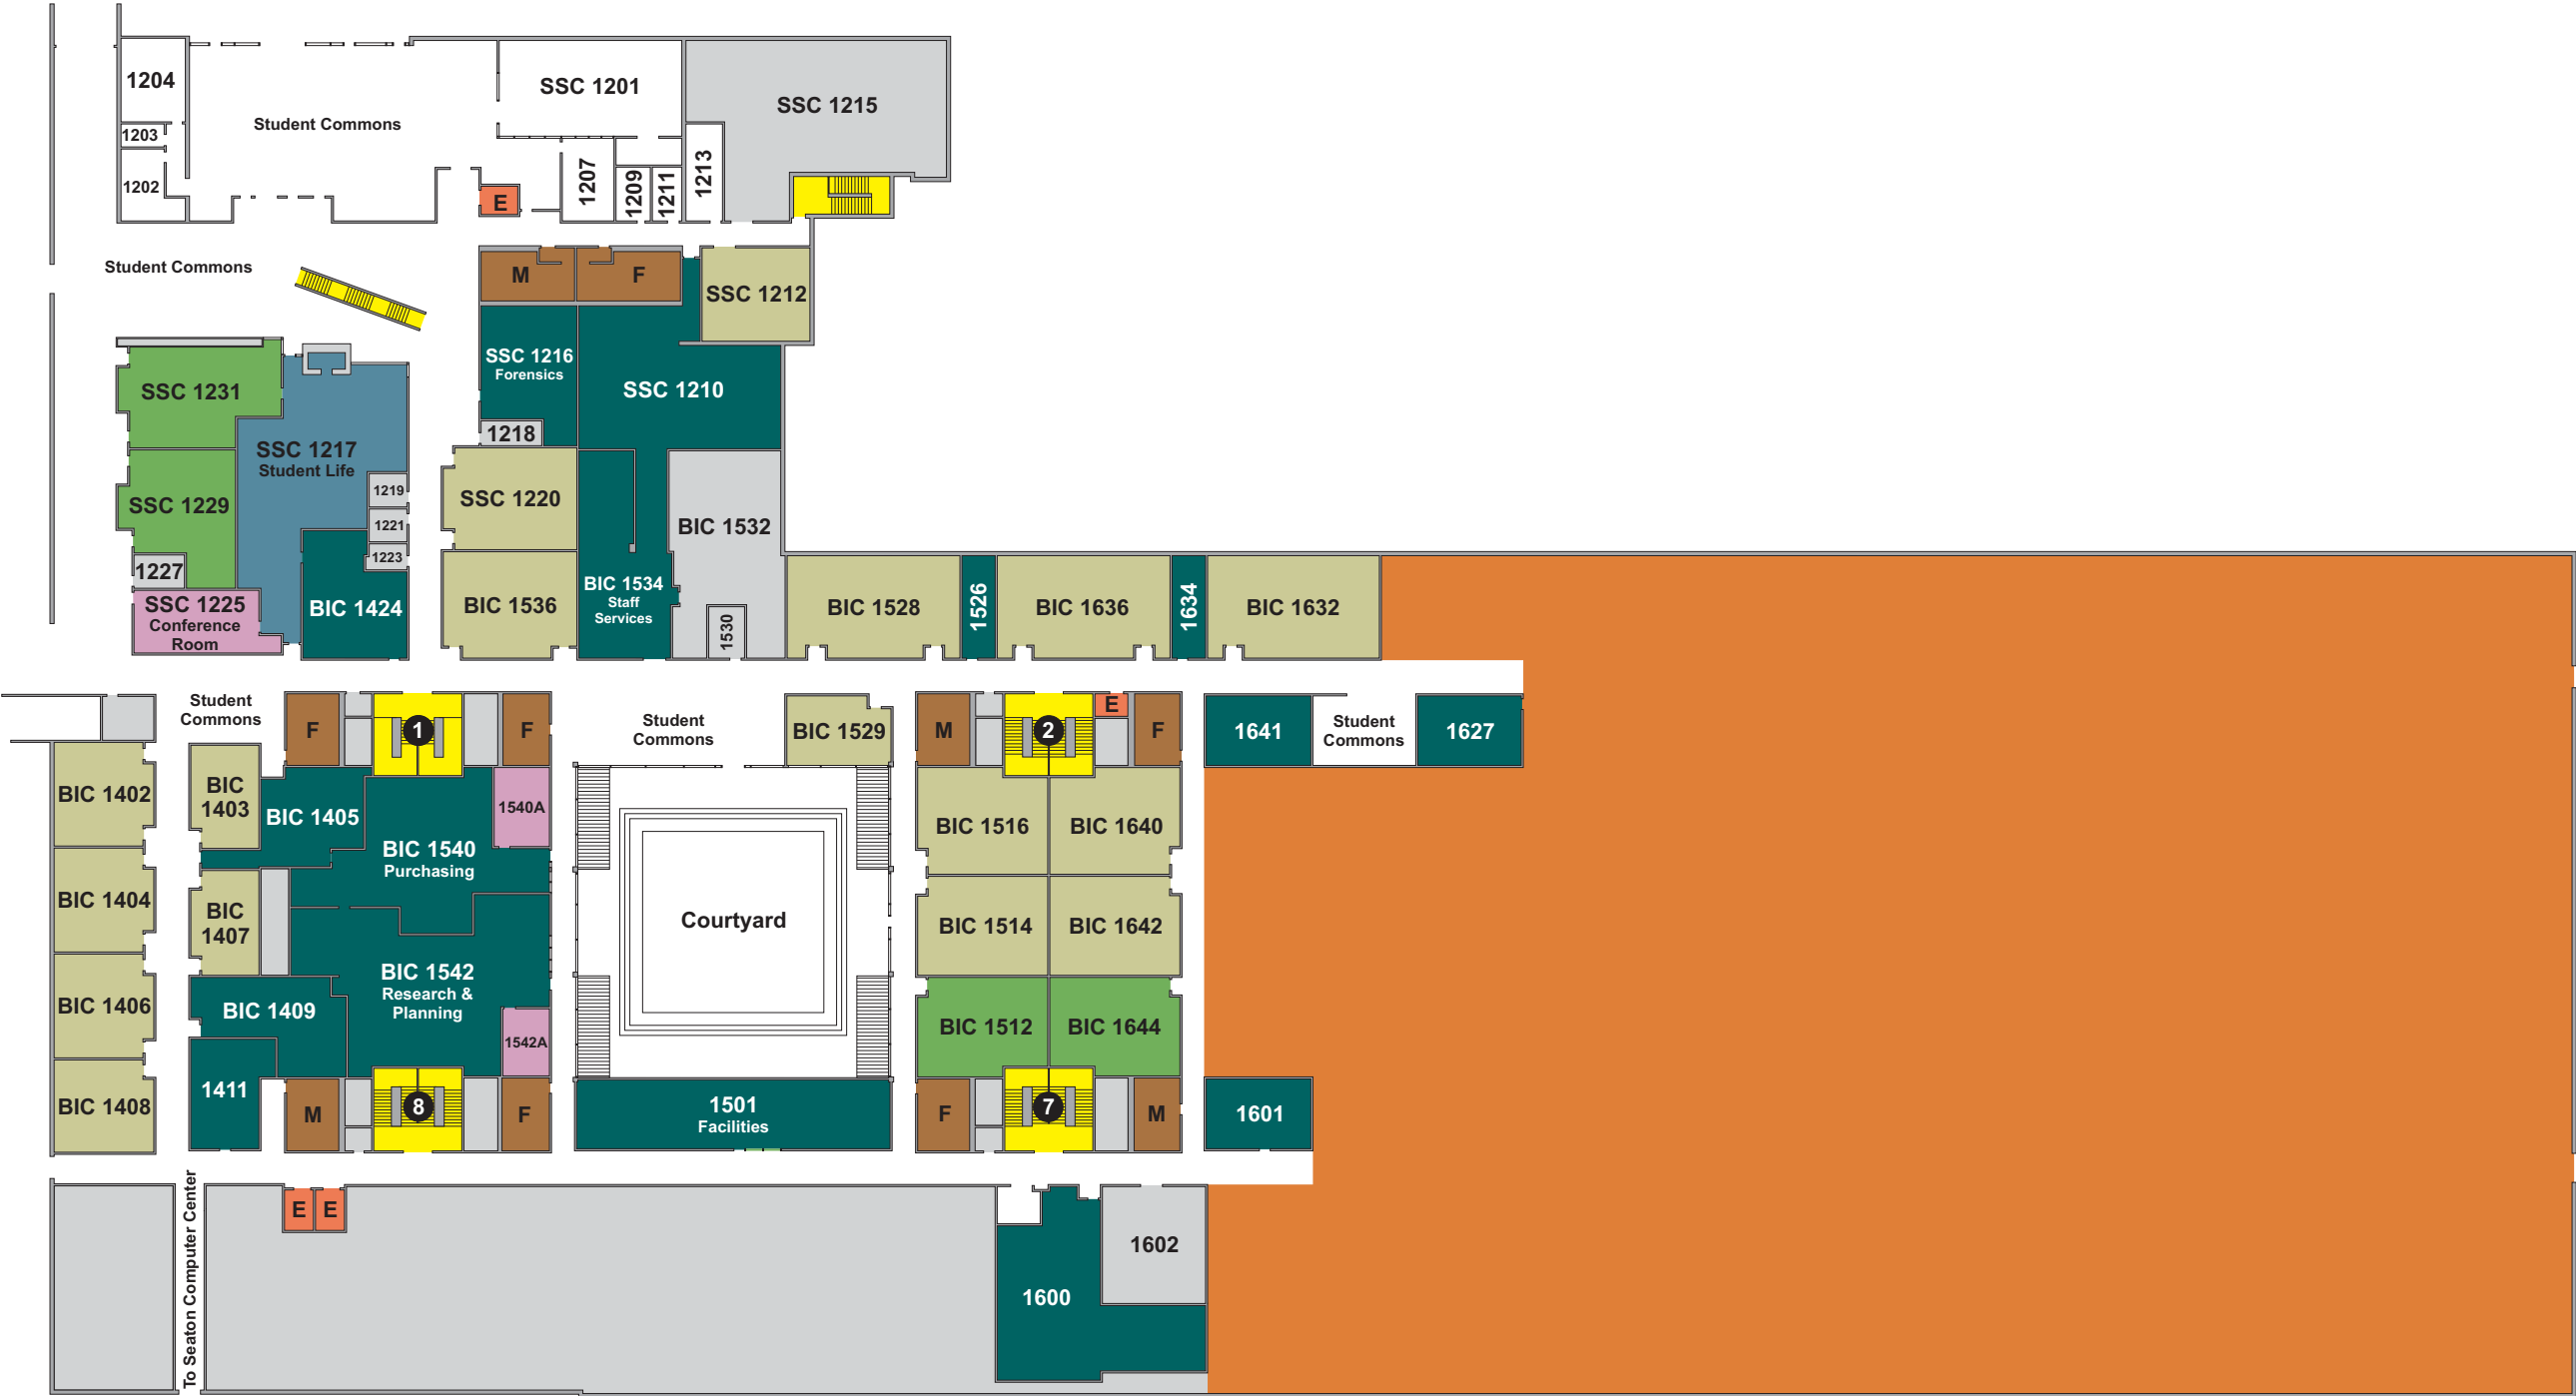 1204
SSC 1201
SSC 1215
Student Commons
1203
1202
1207
1209
1211
1213
E
Student Commons
M
F
SSC 1212
SSC 1216
Forensics
SSC 1210
SSC 1231
1218
SSC 1217
Student Life
1219
SSC 1220
SSC 1229
1221
BIC 1532
1223
1227
SSC 1225
Conference
Room
BIC 1424
BIC 1536
BIC 1534
Staff
Services
1530
BIC 1528
1526
BIC 1636
1634
BIC 1632
Student
Commons
F
1
F
Student
Commons
BIC 1529
M
2
E
F
1641
Student
Commons
1627
BIC 1402
BIC
1403
BIC 1405
1540A
BIC 1540
Purchasing
BIC 1516
BIC 1640
BIC 1404
BIC
1407
Courtyard
BIC 1514
BIC 1642
BIC 1406
BIC 1409
BIC 1542
Research &
Planning
1542A
BIC 1512
BIC 1644
BIC 1408
1411
M
8
F
1501
Facilities
F
7
M
1601
To Seaton Computer Center
E
E
1600
1602